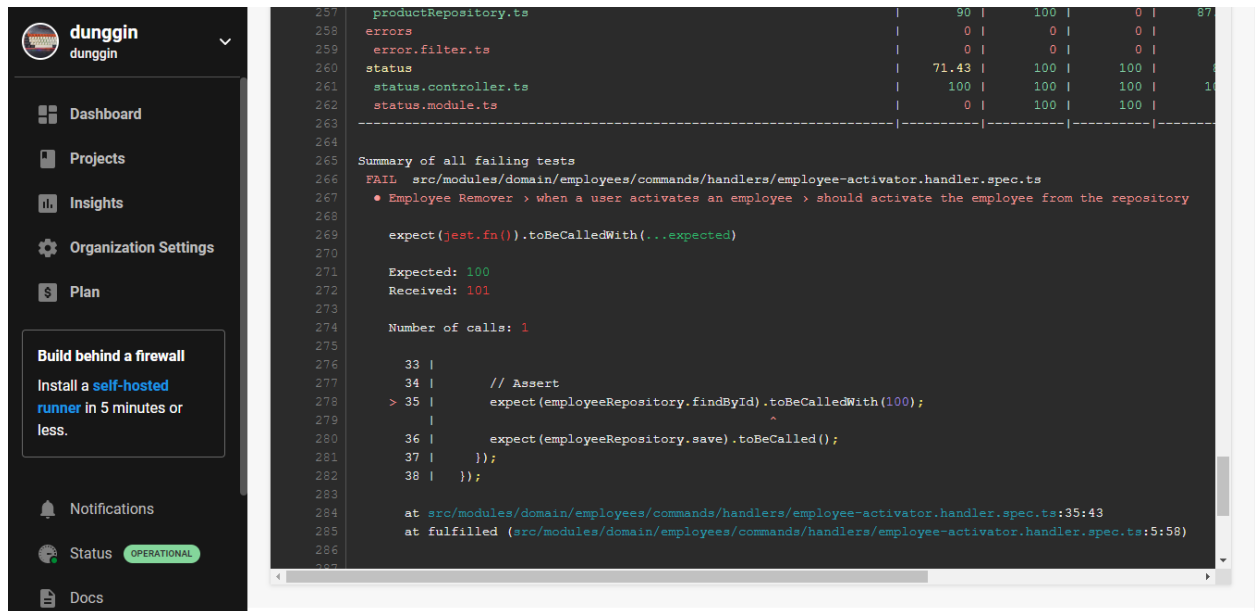 dunggin
dunggin
Dashboard
Projects
Insights
Organization Settings
Plan
Build behind a firewall
Install a self-hosted
runner in 5 minutes or
less.
Notifications
Status OPERATIONAL
Docs
257 productRepository.ts | 90 | 100 | 0 | 87.
258 errors | 0 | 0 | 0 |
259 error.filter.ts | 0 | 0 | 0 |
260 status | 71.43 | 100 | 100 |
261 status.controller.ts | 100 | 100 | 100 | 10
262 status.module.ts | 0 | 100 | 100 |
263 ----------------------------------------------------------------------|----------|----------|----------|--------
264
265 Summary of all failing tests
266 FAIL src/modules/domain/employees/commands/handlers/employee-activator.handler.spec.ts
267 ● Employee Remover › when a user activates an employee › should activate the employee from the repository
268
269 expect(jest.fn()).toBeCalledWith(...expected)
270
271 Expected: 100
272 Received: 101
273
274 Number of calls: 1
275
276 33 |
277 34 | // Assert
278 > 35 | expect(employeeRepository.findById).toBeCalledWith(100);
279 | ^
280 36 | expect(employeeRepository.save).toBeCalled();
281 37 | });
282 38 | });
283
284 at src/modules/domain/employees/commands/handlers/employee-activator.handler.spec.ts:35:43
285 at fulfilled (src/modules/domain/employees/commands/handlers/employee-activator.handler.spec.ts:5:58)
286